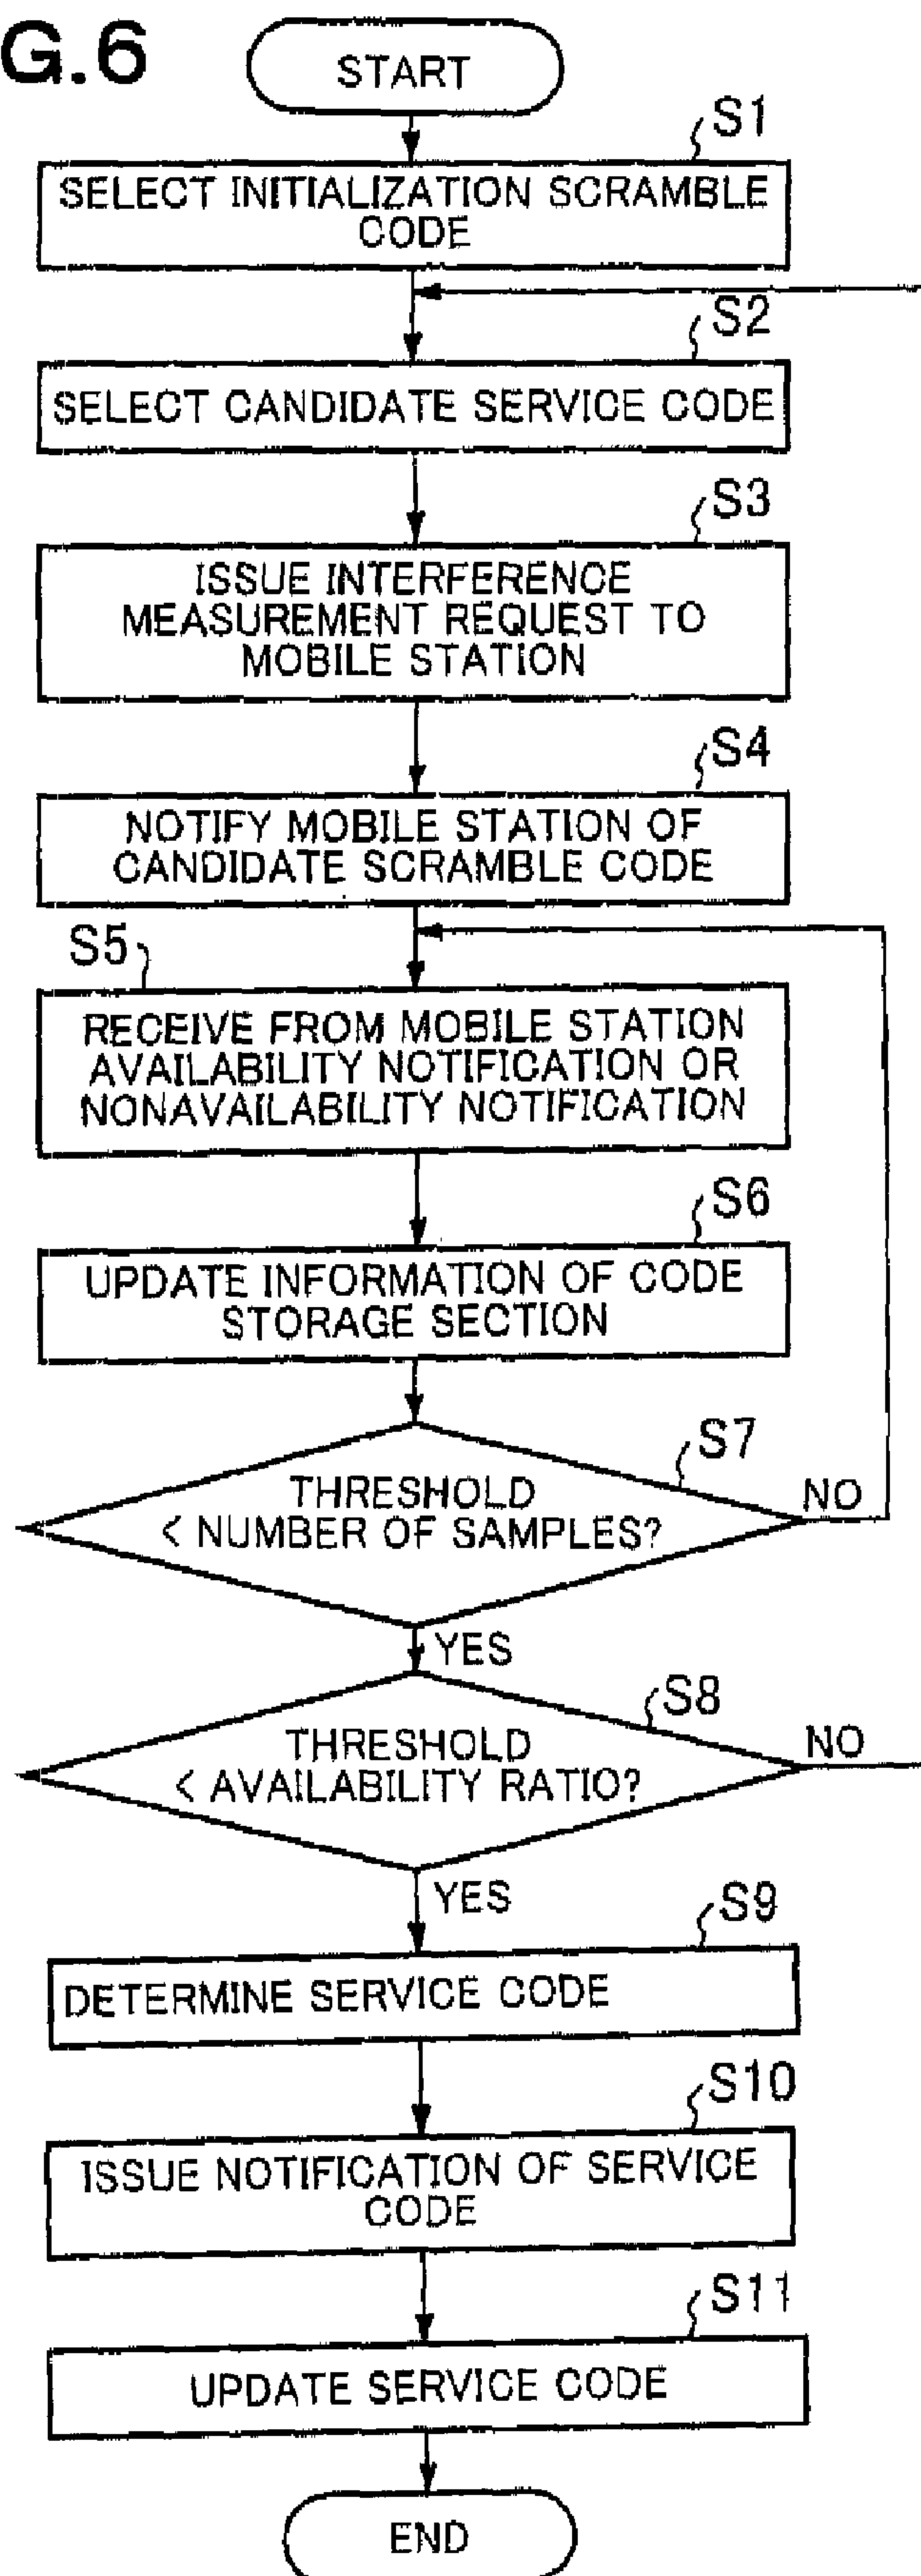 G.6
START
S1
SELECT INITIALIZATION SCRAMBLE
CODE
S2
SELECT CANDIDATE SERVICE CODE
S3
ISSUE INTERFERENCE
MEASUREMENT REQUEST TO
MOBILE STATION
S4
NOTIFY MOBILE STATION OF
CANDIDATE SCRAMBLE CODE
S5
RECEIVE FROM MOBILE STATION
AVAILABILITY NOTIFICATION OR
NONAVAILABILITY NOTIFICATION
S6
UPDATE INFORMATION OF CODE
STORAGE SECTION
S7
THRESHOLD
< NUMBER OF SAMPLES?
NO
YES
S8
THRESHOLD
< AVAILABILITY RATIO?
NO
YES
S9
DETERMINE SERVICE CODE
S10
ISSUE NOTIFICATION OF SERVICE
CODE
S11
UPDATE SERVICE CODE
END